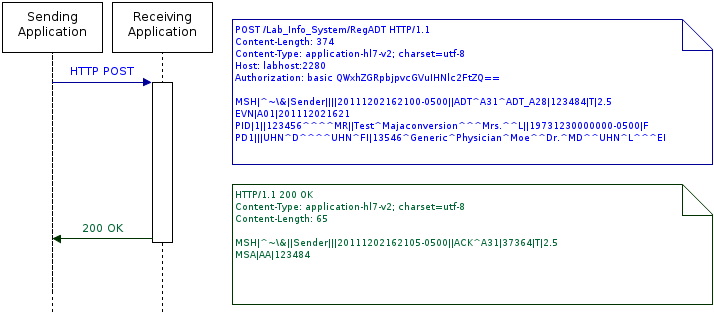 Sending
Application
Receiving
Application
HTTP POST
200 OK
POST /Lab_Info_System/RegADT HTTP/1.1
Content-Length: 374
Content-Type: application-hl7-v2; charset=utf-8
Host: labhost:2280
Authorization: basic QWxhZGRpbjpvcGVuIHNlc2FtZQ==
MSH|^~\&|Sender||||20111202162100-0500||ADT^A31^ADT_A28|123484|T|2.5
EVN|A01|201112021621
PID|1||123456^^^^MR||Test^Majaconversion^^^Mrs.^^L||19731230000000-0500|F
PD1|||UHN^D^^^^UHN^FI|13546^Generic^Physician^Moe^^Dr.^MD^^UHN^L^^^EI
HTTP/1.1 200 OK
Content-Type: application-hl7-v2; charset=utf-8
Content-Length: 65
MSH|^~\&||Sender|||20111202162105-0500||ACK^A31|37364|T|2.5
MSA|AA|123484